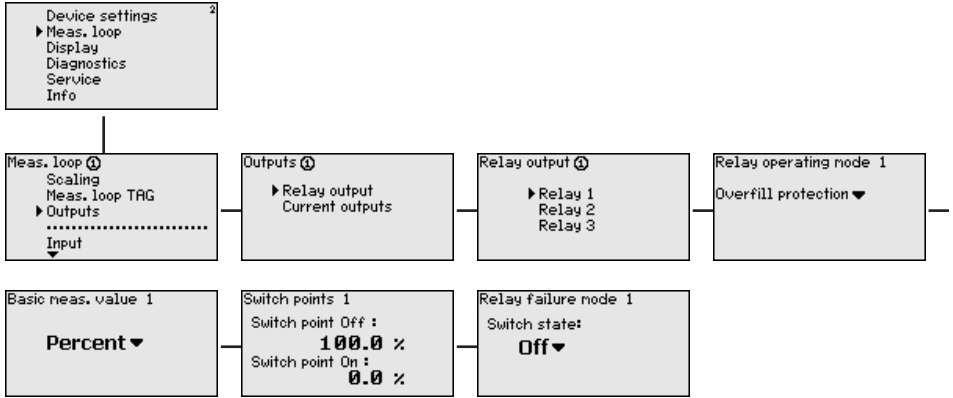 2
Device settings
Meas. loop
Display
Diagnostics
Service
Info
Meas. loop ①
Scaling
Meas. loop TAG
Outputs
Input
Outputs ①
Relay output
Current outputs
Relay output ①
Relay 1
Relay 2
Relay 3
Relay operating mode 1
Overfill protection
Basic meas. value 1
Percent
Switch points 1
Switch point Off :
100.0 %
Switch point On :
0.0 %
Relay failure mode 1
Switch state:
Off